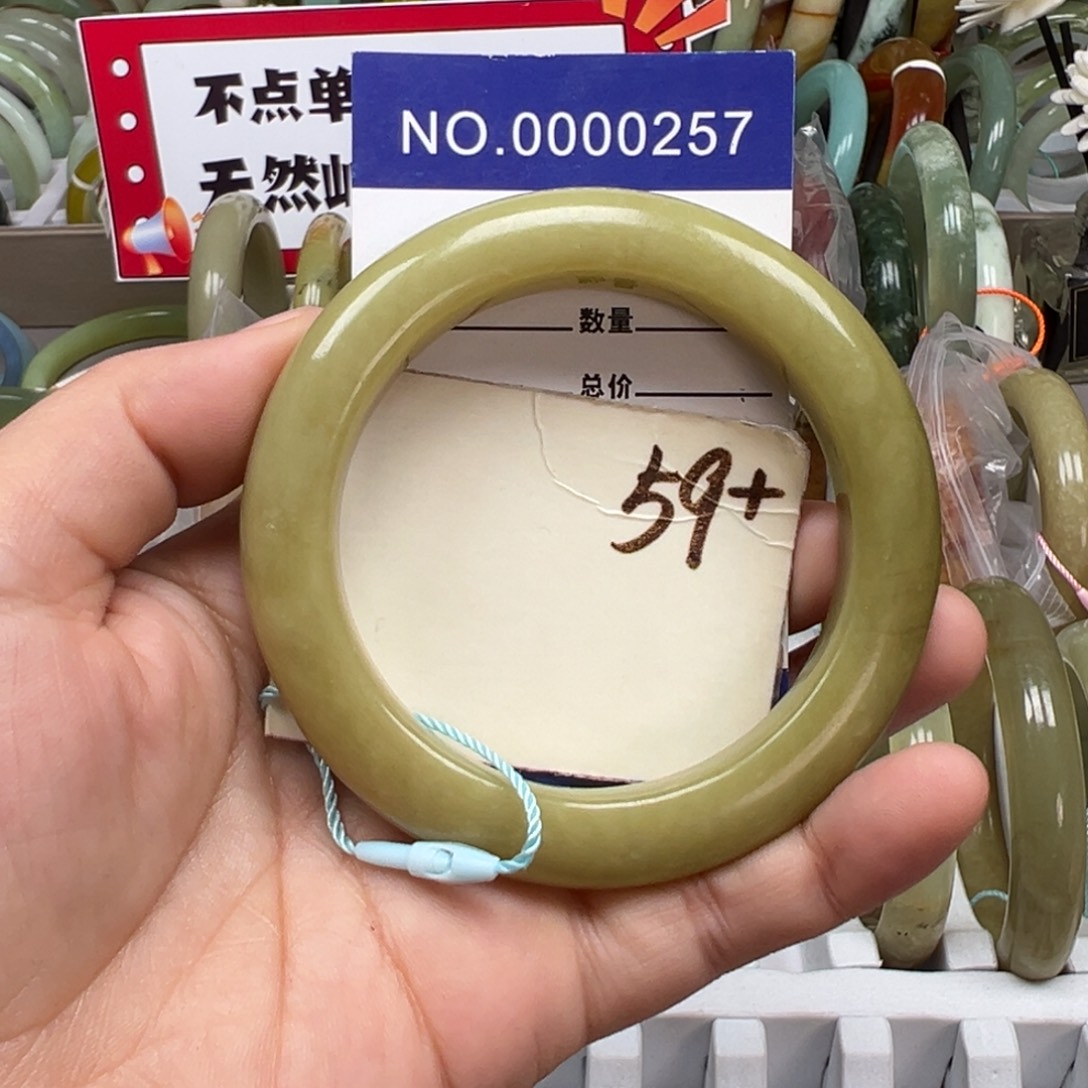 不点单
天然
NO.0000257
数量
总价
59+